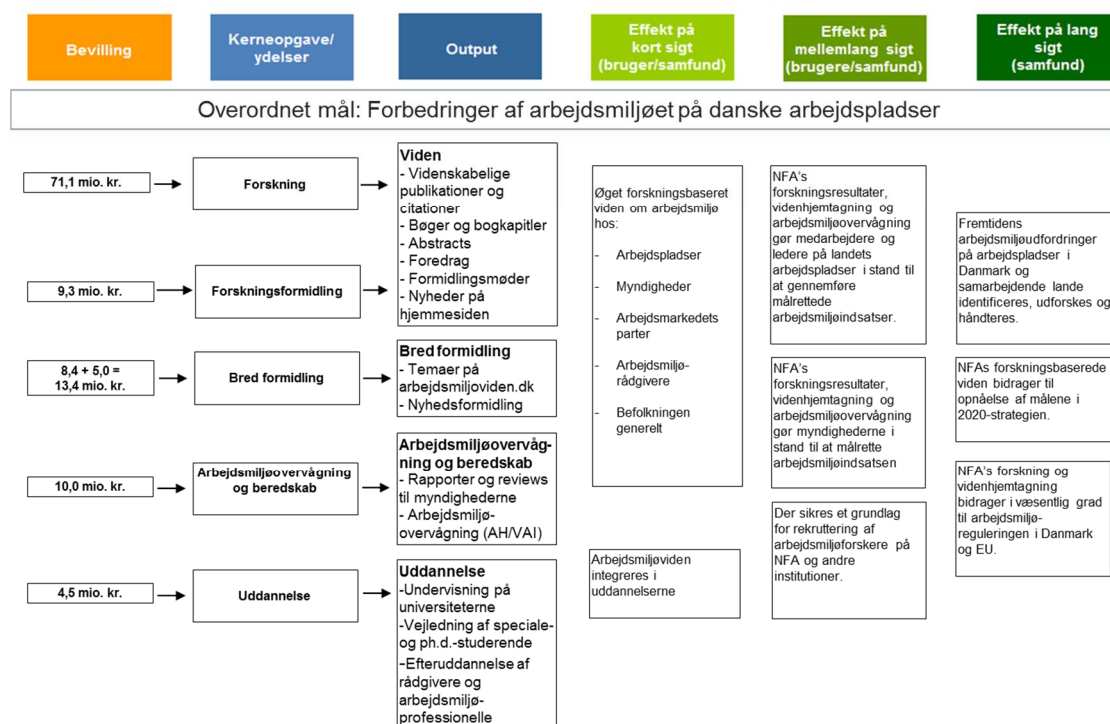 Bevilling
Kerneopgave/
ydelser
Output
Effekt på
kort sigt
(bruger/samfund)
Effekt på
mellemlang sigt
(brugere/samfund)
Effekt på lang
sigt
(samfund)
Overordnet mål: Forbedringer af arbejdsmiljøet på danske arbejdspladser
71,1 mio. kr.
Forskning
9,3 mio. kr.
Forskningsformidling
Viden
- Videnskabelige
publikationer og
citationer
- Bøger og bogkapitler
- Abstracts
- Foredrag
- Formidlingsmøder
- Nyheder på
hjemmesiden
8,4 + 5,0 =
13,4 mio. kr.
Bred formidling
Bred formidling
- Temaer på
arbejdsmiljoviden.dk
- Nyhedsformidling
10,0 mio. kr.
Arbejdsmiljøovervågning
og beredskab
Arbejdsmiljøovervåg-
ning og beredskab
- Rapporter og reviews
til myndighederne
- Arbejdsmiljø-
overvågning (AH/VAI)
4,5 mio. kr.
Uddannelse
Uddannelse
-Undervisning på
universiteterne
-Vejledning af speciale-
og ph.d.-studerende
-Efteruddannelse af
rådgivere og
arbejdsmiljø-
professionelle
Øget forskningsbaseret
viden om arbejdsmiljø
hos:
- Arbejdspladser
- Myndigheder
- Arbejdsmarkedets
parter
- Arbejdsmiljø-
rådgivere
- Befolkningen
generelt
Arbejdsmiljøviden
integreres i
uddannelserne
NFA's
forskningsresultater,
videnhjemtagning og
arbejdsmiljøovervågning
gør medarbejdere og
ledere på landets
arbejdspladser i stand til
at gennemføre
målrettede
arbejdsmiljøindsatser.
NFA's
forskningsresultater,
videnhjemtagning og
arbejdsmiljøovervågning
gør myndighederne i
stand til at målrette
arbejdsmiljøindsatsen
Der sikres et grundlag
for rekruttering af
arbejdsmiljøforskere på
NFA og andre
institutioner.
Fremtidens
arbejdsmiljøudfordringer
på arbejdspladser i
Danmark og
samarbejdende lande
identificeres, udforskes og
håndteres.
NFAs forskningsbaserede
viden bidrager til
opnåelse af målene i
2020-strategien.
NFA's forskning og
videnhjemtagning
bidrager i væsentlig grad
til arbejdsmiljø-
reguleringen i Danmark
og EU.